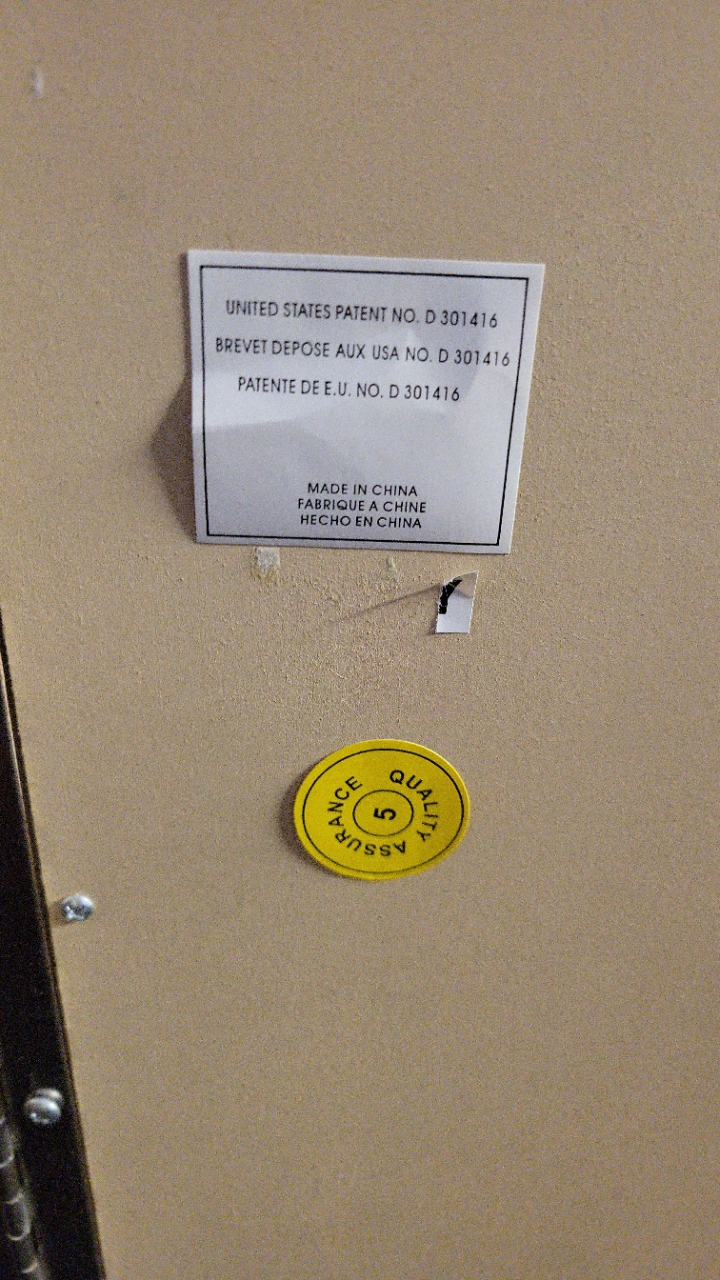 UNITED STATES PATENT NO. D 301416
BREVET DEPOSE AUX USA NO. D 301416
PATENTE DE E.U. NO. D 301416
MADE IN CHINA
FABRIQUE A CHINE
HECHO EN CHINA
QUALITY ASSURANCE
5